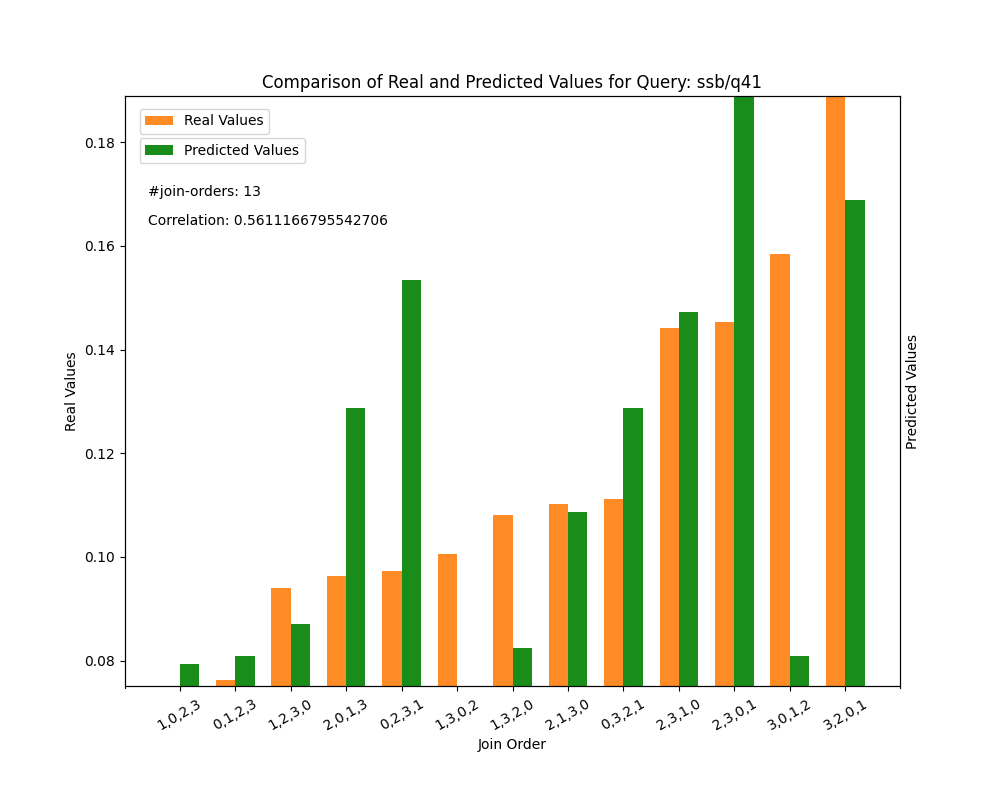 Comparison of Real and Predicted Values for Query: ssb/q41
Real Values
Predicted Values
#join-orders: 13
Correlation: 0.5611166795542706
0.18
0.16
0.14
0.12
0.10
0.08
Real Values
Predicted Values
1,0,2,3
0,1,2,3
1,2,3,0
2,0,1,3
0,2,3,1
1,3,0,2
1,3,2,0
2,1,3,0
0,3,2,1
2,3,1,0
2,3,0,1
3,0,1,2
3,2,0,1
Join Order